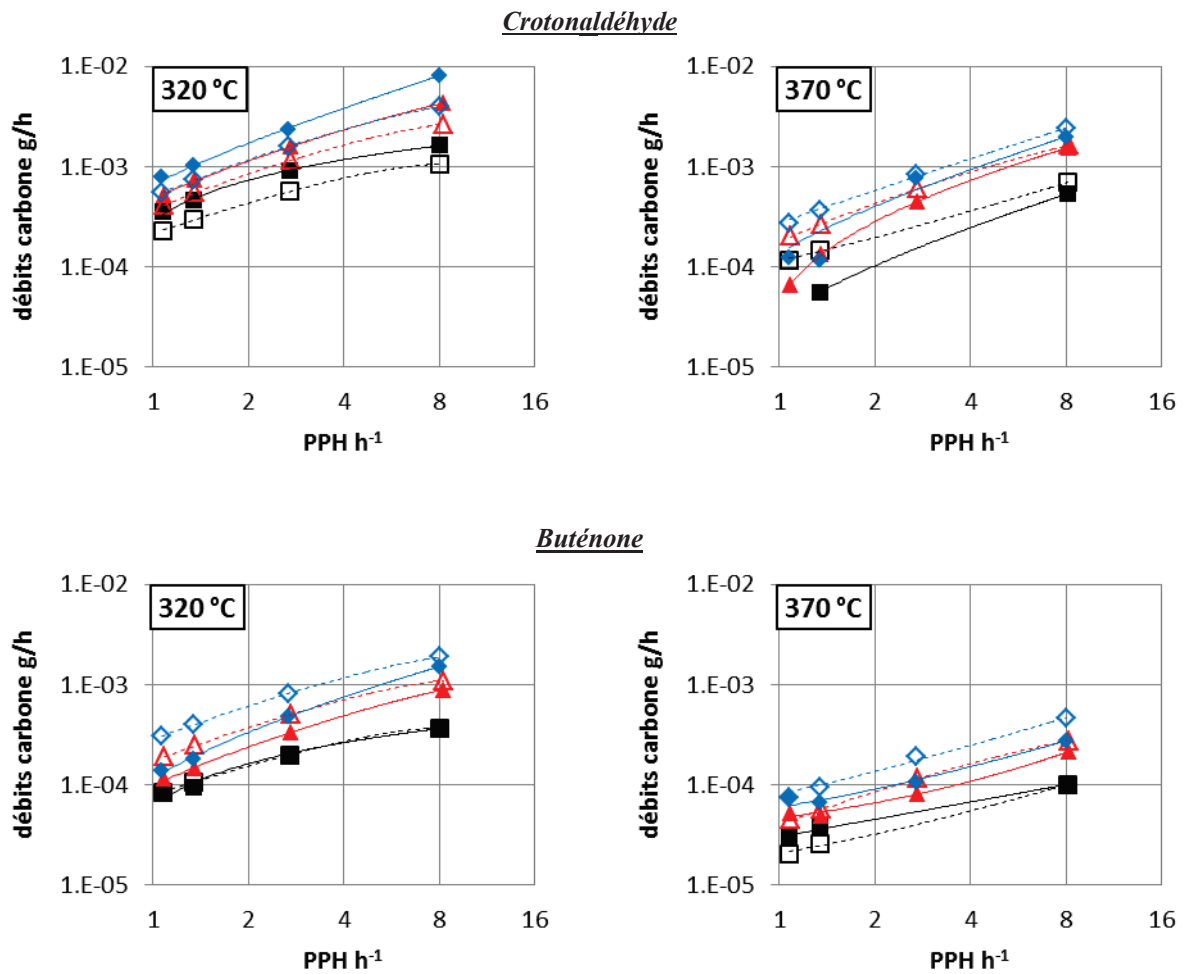 Crotonaldéhyde
320 °C
débits carbone g/h
1.E-02
1.E-03
1.E-04
1.E-05
1 2 4 8 16
PPH h-1
370 °C
débits carbone g/h
1.E-02
1.E-03
1.E-04
1.E-05
1 2 4 8 16
PPH h-1
Buténone
320 °C
débits carbone g/h
1.E-02
1.E-03
1.E-04
1.E-05
1 2 4 8 16
PPH h-1
370 °C
débits carbone g/h
1.E-02
1.E-03
1.E-04
1.E-05
1 2 4 8 16
PPH h-1